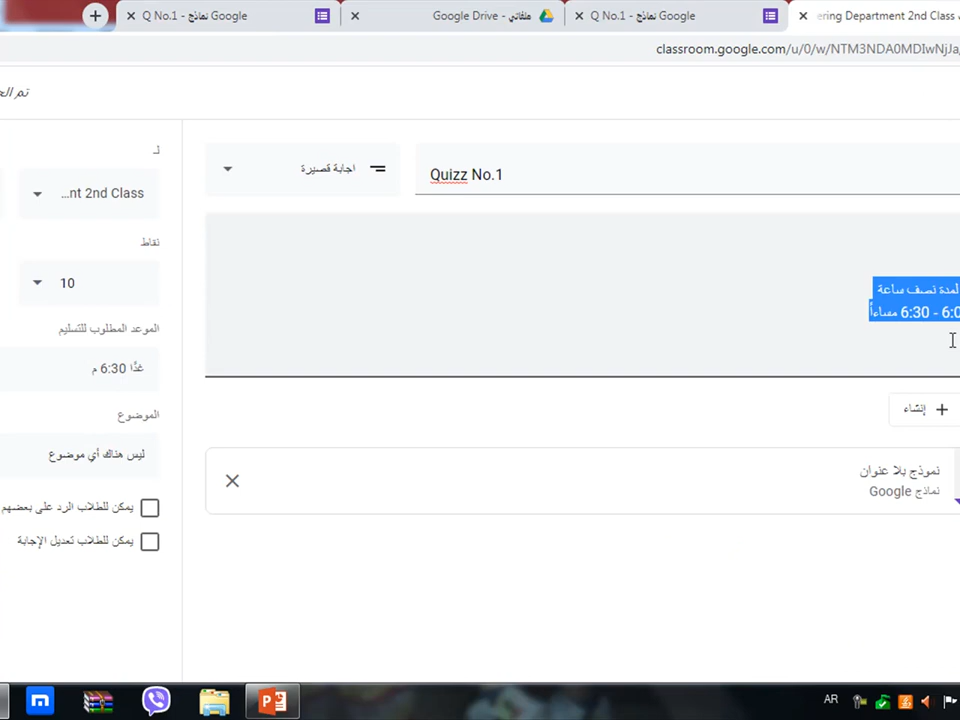 Q No.1 نماذج - Google
ملفاتي - Google Drive
Q No.1 نماذج - Google
ering Department 2nd Class
classroom.google.com/u/0/w/NTM3NDA0MDIwNjJa
لـ
...nt 2nd Class
نقاط
10
الموعد المطلوب للتسليم
غدًا 6:30 م
الموضوع
ليس هناك أي موضوع
يمكن للطلاب الرد على بعضهم
يمكن للطلاب تعديل الإجابة
اجابة قصيرة
Quizz No.1
لمدة نصف ساعة
6:30 مساءاً
إنشاء
نموذج بلا عنوان
نماذج Google
AR